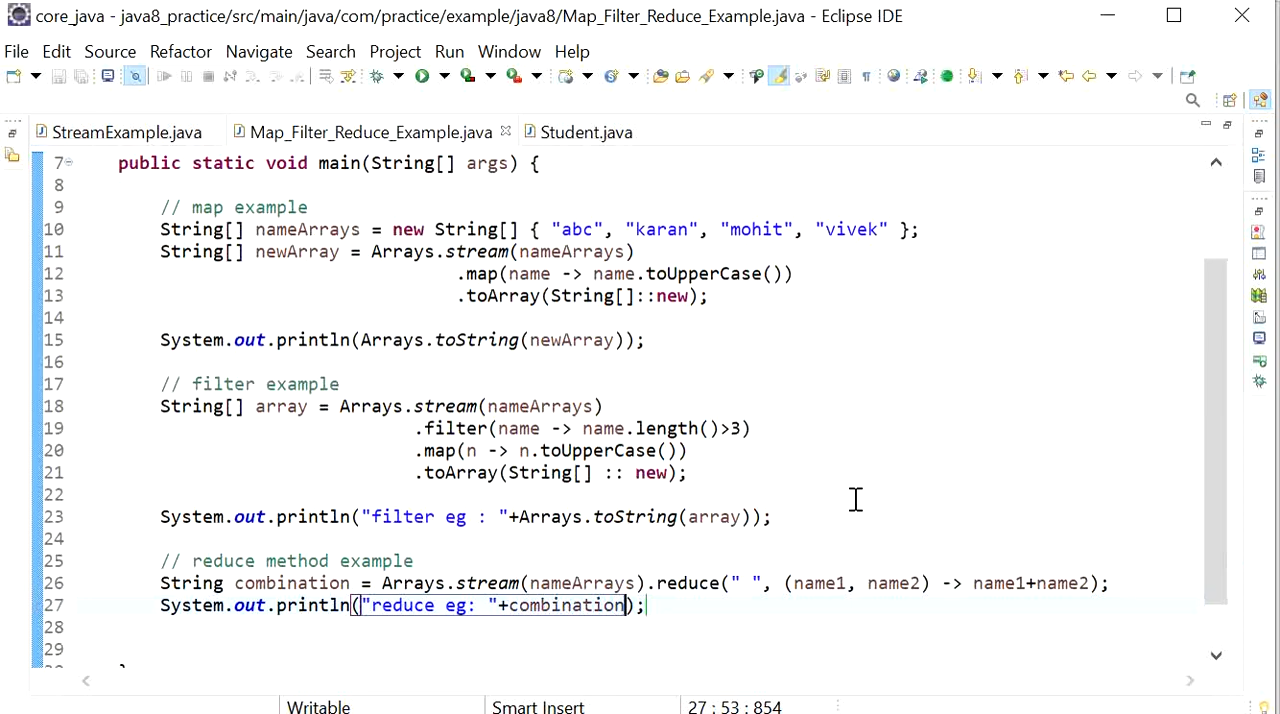 core_java - java8_practice/src/main/java/com/practice/example/java8/Map_Filter_Reduce_Example.java - Eclipse IDE
File Edit Source Refactor Navigate Search Project Run Window Help
StreamExample.java Map_Filter_Reduce_Example.java Student.java
7 public static void main(String[] args) {
8
9 // map example
10 String[] nameArrays = new String[] { "abc", "karan", "mohit", "vivek" };
11 String[] newArray = Arrays.stream(nameArrays)
12 .map(name -> name.toUpperCase())
13 .toArray(String[]::new);
14
15 System.out.println(Arrays.toString(newArray));
16
17 // filter example
18 String[] array = Arrays.stream(nameArrays)
19 .filter(name -> name.length()>3)
20 .map(n -> n.toUpperCase())
21 .toArray(String[] :: new);
22
23 System.out.println("filter eg : "+Arrays.toString(array));
24
25 // reduce method example
26 String combination = Arrays.stream(nameArrays).reduce(" ", (name1, name2) -> name1+name2);
27 System.out.println("reduce eg: "+combination);
28
29
Writable Smart Insert 27 : 53 : 854